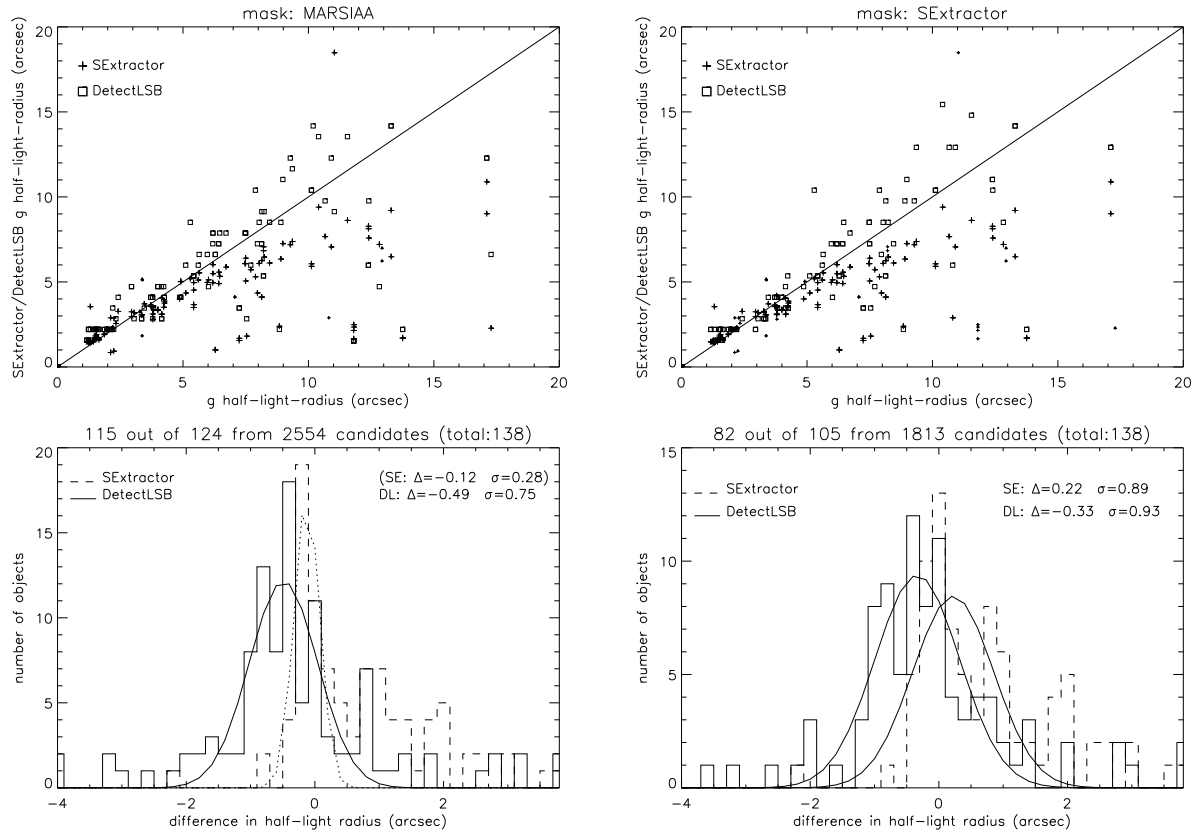 mask: MARSIAA
SExtractor/DetectLSB g half-light-radius (arcsec)
20
15
10
5
0
+ SExtractor
□ DetectLSB
0 5 10 15 20
g half-light-radius (arcsec)
mask: SExtractor
SExtractor/DetectLSB g half-light-radius (arcsec)
20
15
10
5
0
+ SExtractor
□ DetectLSB
0 5 10 15 20
g half-light-radius (arcsec)
115 out of 124 from 2554 candidates (total:138)
number of objects
20
15
10
5
0
SExtractor
DetectLSB
(SE: Δ=−0.12 σ=0.28)
DL: Δ=−0.49 σ=0.75
−4 −2 0 2
difference in half-light radius (arcsec)
82 out of 105 from 1813 candidates (total:138)
number of objects
15
10
5
0
SExtractor
DetectLSB
SE: Δ=0.22 σ=0.89
DL: Δ=−0.33 σ=0.93
−4 −2 0 2
difference in half-light radius (arcsec)